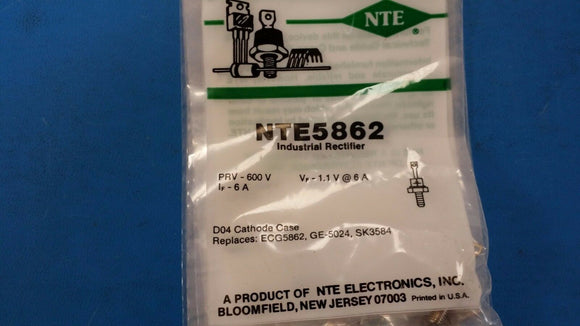 NTE
®
NTE5862
Industrial Rectifier
PRV - 600 V
VF - 1.1 V @ 6 A
IF - 6 A
D04 Cathode Case
Replaces: ECG5862, GE-5024, SK3584
A PRODUCT OF NTE ELECTRONICS, INC.
BLOOMFIELD, NEW JERSEY 07003 Printed in U.S.A.